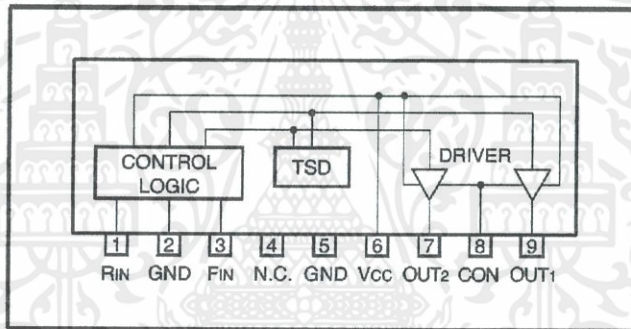 CONTROL
LOGIC
TSD
DRIVER
1 2 3 4 5 6 7 8 9
RIN GND FIN N.C. GND VCC OUT2 CON OUT1